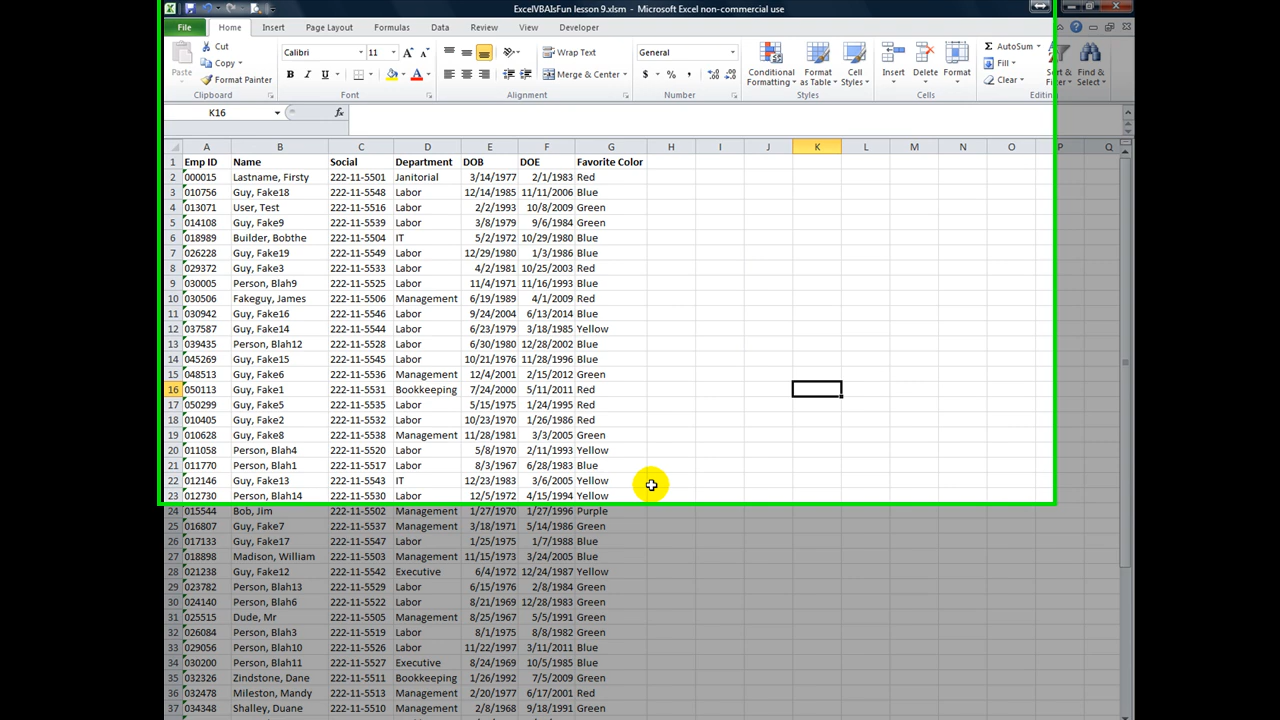 ExcelVBAIsFun lesson 9.xlsm - Microsoft Excel non-commercial use
File Home Insert Page Layout Formulas Data Review View Developer
Cut
Copy
Format Painter
Paste
Clipboard
Calibri 11
B I U
Font
Wrap Text
Merge & Center
Alignment
General
$ % ,
Number
Conditional Formatting
Format as Table
Cell Styles
Styles
Insert Delete Format
Cells
AutoSum
Fill
Clear
Sort & Filter
Find & Select
Editing
K16 fx
A B C D E F G H I J K L M N O P Q
1 Emp ID Name Social Department DOB DOE Favorite Color
2 000015 Lastname, Firsty 222-11-5501 Janitorial 3/14/1977 2/1/1983 Red
3 010756 Guy, Fake18 222-11-5548 Labor 12/14/1985 11/11/2006 Blue
4 013071 User, Test 222-11-5516 Labor 2/2/1993 10/8/2009 Green
5 014108 Guy, Fake9 222-11-5539 Labor 3/8/1979 9/6/1984 Green
6 018989 Builder, Bobthe 222-11-5504 IT 5/2/1972 10/29/1980 Blue
7 026228 Guy, Fake19 222-11-5549 Labor 12/29/1980 1/3/1986 Blue
8 029372 Guy, Fake3 222-11-5533 Labor 4/2/1981 10/25/2003 Red
9 030005 Person, Blah9 222-11-5525 Labor 11/4/1971 11/16/1993 Blue
10 030506 Fakeguy, James 222-11-5506 Management 6/19/1989 4/1/2009 Red
11 030942 Guy, Fake16 222-11-5546 Labor 9/24/2004 6/13/2014 Blue
12 037587 Guy, Fake14 222-11-5544 Labor 6/23/1979 3/18/1985 Yellow
13 039435 Person, Blah12 222-11-5528 Labor 6/30/1980 12/28/2002 Blue
14 045269 Guy, Fake15 222-11-5545 Labor 10/21/1976 11/28/1996 Blue
15 048513 Guy, Fake6 222-11-5536 Management 12/4/2001 2/15/2012 Green
16 050113 Guy, Fake1 222-11-5531 Bookkeeping 7/24/2000 5/11/2011 Red
17 050299 Guy, Fake5 222-11-5535 Labor 5/15/1975 1/24/1995 Red
18 010405 Guy, Fake2 222-11-5532 Labor 10/23/1970 1/26/1986 Red
19 010628 Guy, Fake8 222-11-5538 Management 11/28/1981 3/3/2005 Green
20 011058 Person, Blah4 222-11-5520 Labor 5/8/1970 2/11/1993 Yellow
21 011770 Person, Blah1 222-11-5517 Labor 8/3/1967 6/28/1983 Blue
22 012146 Guy, Fake13 222-11-5543 IT 12/23/1983 3/6/2005 Yellow
23 012730 Person, Blah14 222-11-5530 Labor 12/5/1972 4/15/1994 Yellow
24 015544 Bob, Jim 222-11-5502 Management 1/27/1970 1/27/1996 Purple
25 016807 Guy, Fake7 222-11-5537 Management 3/18/1971 5/14/1986 Green
26 017133 Guy, Fake17 222-11-5547 Labor 1/25/1975 1/7/1988 Blue
27 018898 Madison, William 222-11-5503 Management 11/15/1973 3/24/2005 Blue
28 021238 Guy, Fake12 222-11-5542 Executive 6/4/1972 12/24/1987 Yellow
29 023782 Person, Blah13 222-11-5529 Labor 6/15/1976 2/8/1984 Green
30 024140 Person, Blah6 222-11-5522 Labor 8/21/1969 12/28/1983 Green
31 025515 Dude, Mr 222-11-5505 Management 8/25/1967 5/5/1991 Green
32 026084 Person, Blah3 222-11-5519 Labor 8/1/1975 8/8/1982 Green
33 029056 Person, Blah10 222-11-5526 Labor 11/22/1997 3/11/2011 Blue
34 030200 Person, Blah11 222-11-5527 Executive 8/24/1969 10/5/1985 Blue
35 032326 Zindstone, Dane 222-11-5511 Bookkeeping 1/26/1992 7/5/2009 Green
36 032478 Mileston, Mandy 222-11-5513 Management 2/20/1977 6/17/2001 Red
37 034348 Shalley, Duane 222-11-5510 Management 2/8/1968 9/18/1991 Green